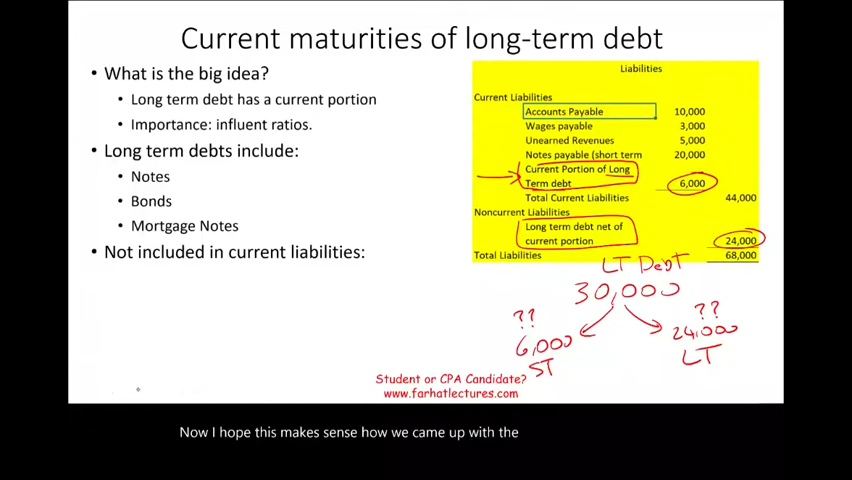 Current maturities of long-term debt
• What is the big idea?
• Long term debt has a current portion
• Importance: influent ratios.
• Long term debts include:
• Notes
• Bonds
• Mortgage Notes
• Not included in current liabilities:
Liabilities
Current Liabilities
Accounts Payable 10,000
Wages payable 3,000
Unearned Revenues 5,000
Notes payable (short term 20,000
Current Portion of Long
Term debt 6,000
Total Current Liabilities 44,000
Noncurrent Liabilities
Long term debt net of
current portion 24,000
Total Liabilities 68,000
LT Debt
30,000
?? ??
6,000 24,000
ST LT
Student or CPA Candidate?
www.farhatlectures.com
Now I hope this makes sense how we came up with the